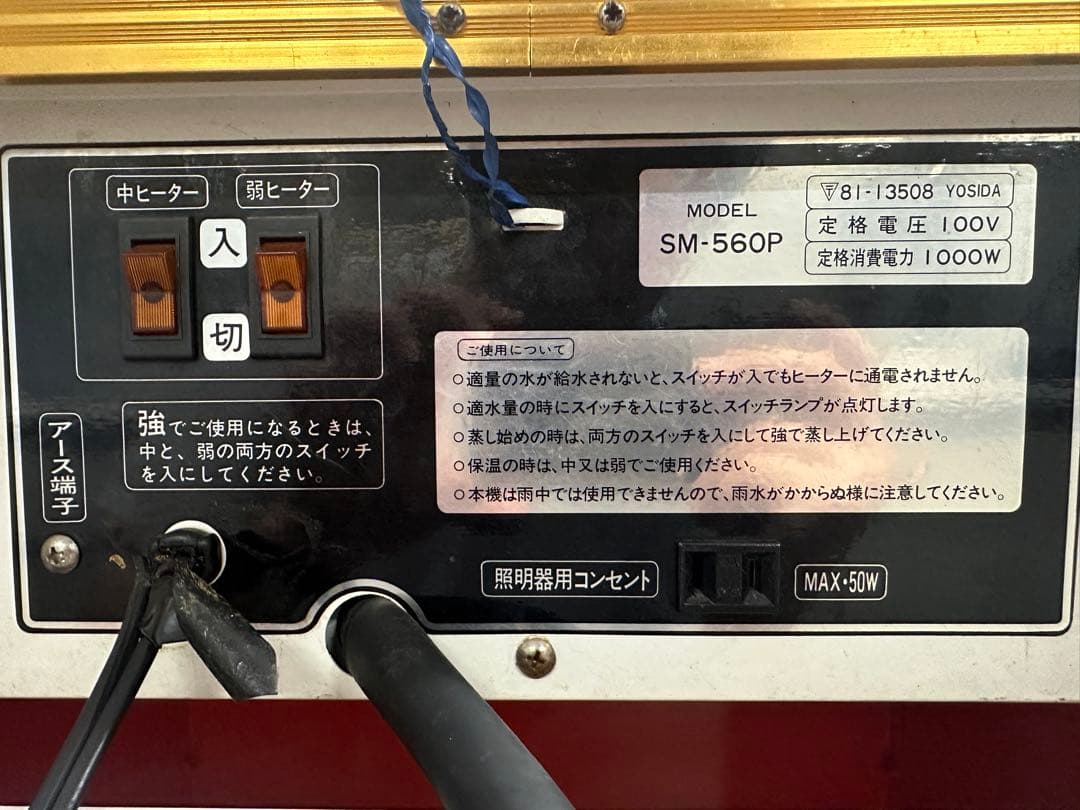 中ヒーター
弱ヒーター
入
切
強でご使用になるときは、
中と、弱の両方のスイッチ
を入にしてください。
アース端子
MODEL
SM-560P
81-13508 YOSIDA
定格電圧 100V
定格消費電力 1000W
ご使用について
○適量の水が給水されないと、スイッチが入でもヒーターに通電されません。
○適水量の時にスイッチを入にすると、スイッチランプが点灯します。
○蒸し始めの時は、両方のスイッチを入にして強で蒸し上げてください。
○保温の時は、中又は弱でご使用ください。
○本機は雨中では使用できませんので、雨水がかからぬ様に注意してください。
照明器用コンセント
MAX・50W